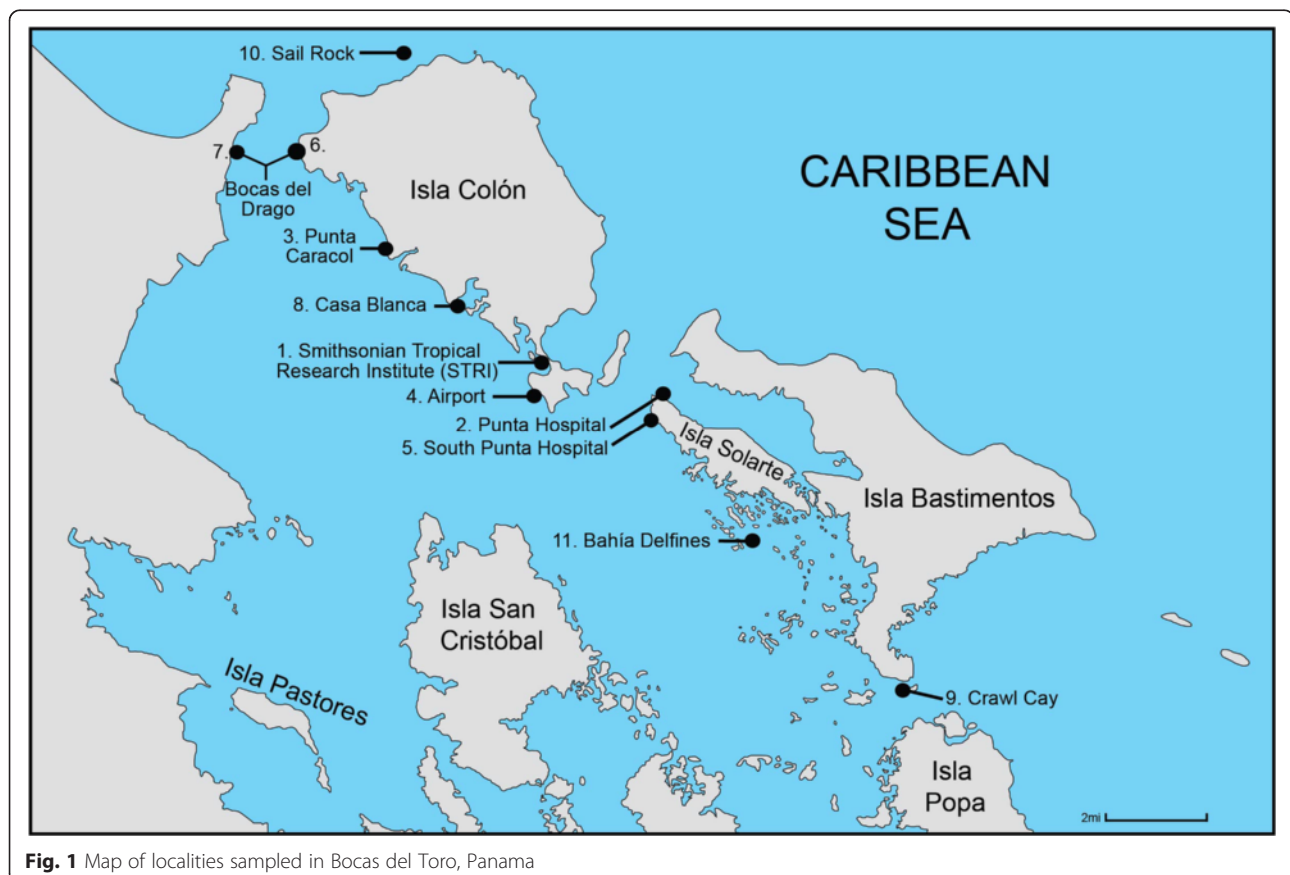 10. Sail Rock
CARIBBEAN
SEA
7.
6.
Bocas del
Drago
Isla Colón
3. Punta
Caracol
8. Casa Blanca
1. Smithsonian Tropical
Research Institute (STRI)
4. Airport
2. Punta Hospital
5. South Punta Hospital
Isla Solarte
Isla Bastimentos
11. Bahía Delfines
Isla San
Cristóbal
Isla Pastores
9. Crawl Cay
Isla
Popa
2mi
Fig. 1 Map of localities sampled in Bocas del Toro, Panama